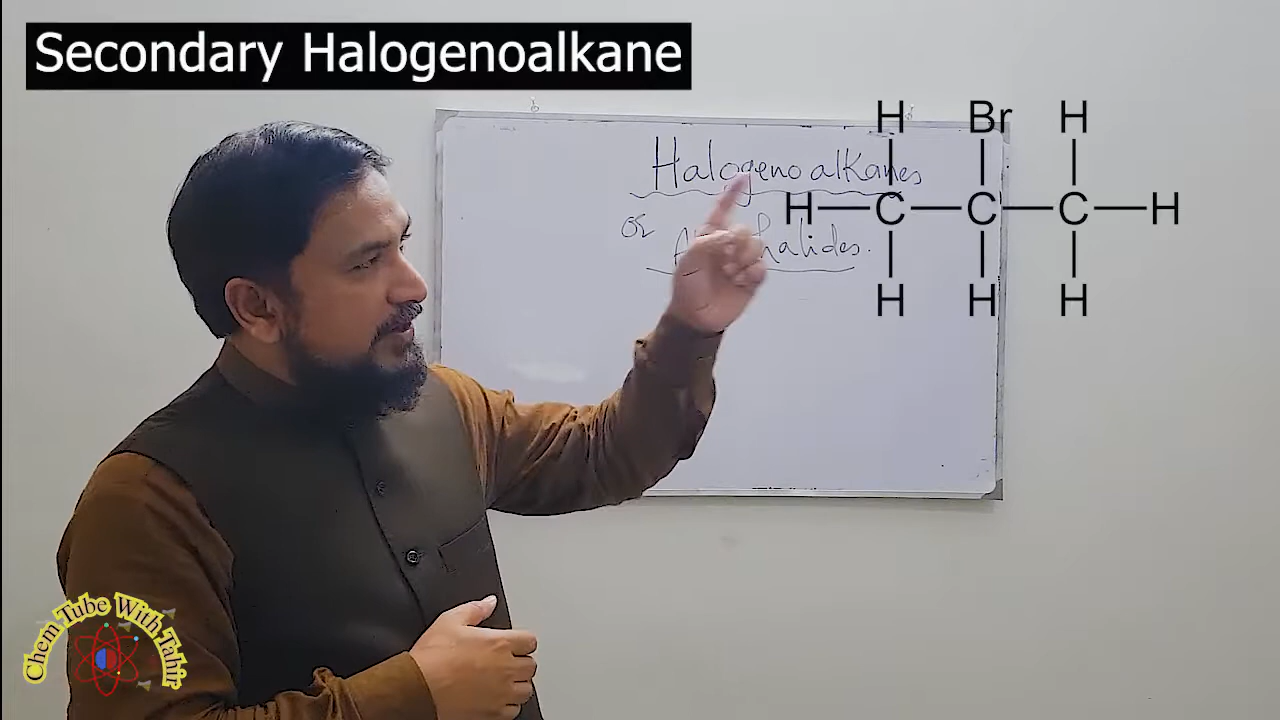 Secondary Halogenoalkane
Halogenoalkanes
or
halides.
H Br H
H C C C H
H H H
Chem Tube With Tahir